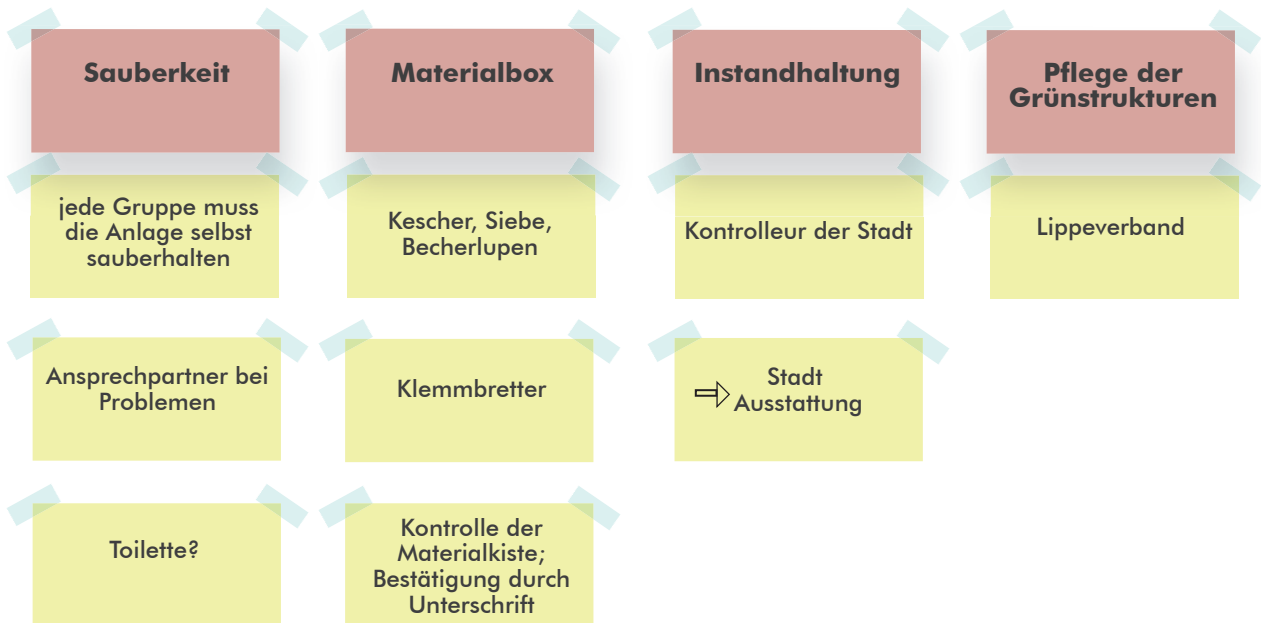 Sauberkeit
jede Gruppe muss
die Anlage selbst
sauberhalten
Ansprechpartner bei
Problemen
Toilette?
Materialbox
Kescher, Siebe,
Becherlupen
Klemmbretter
Kontrolle der
Materialkiste;
Bestätigung durch
Unterschrift
Instandhaltung
Kontrolleur der Stadt
⇨ Stadt
Ausstattung
Pflege der
Grünstrukturen
Lippeverband